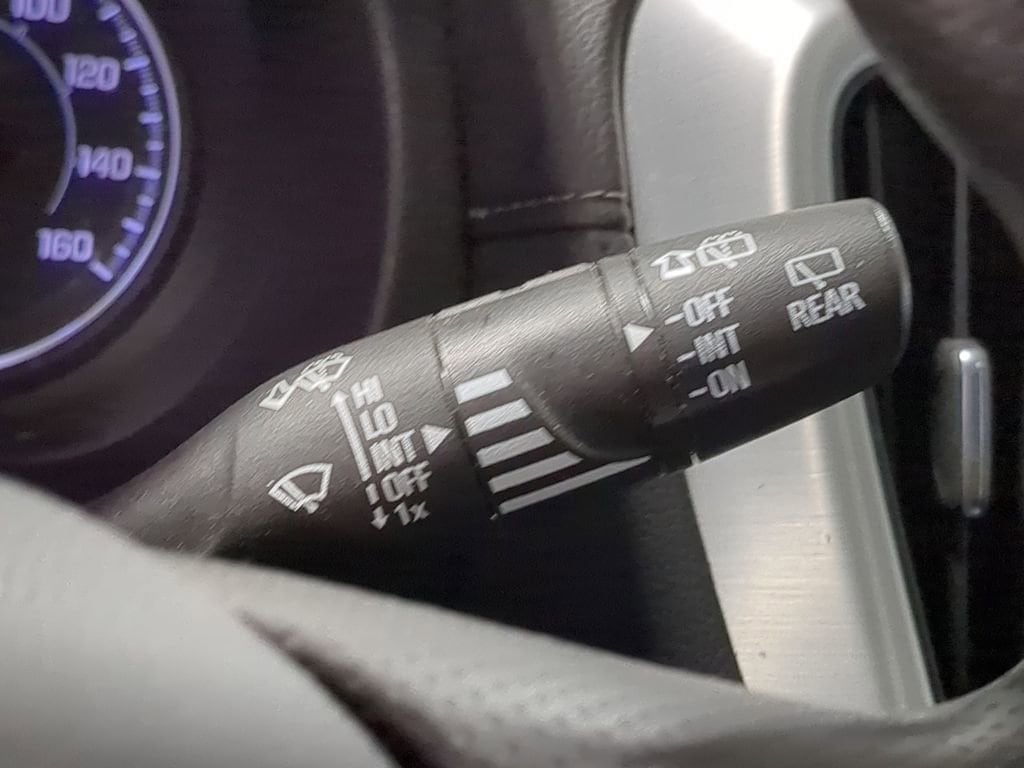 100
120
140
160
HI
LO
INT
OFF
1x
-OFF
-INT
-ON
REAR